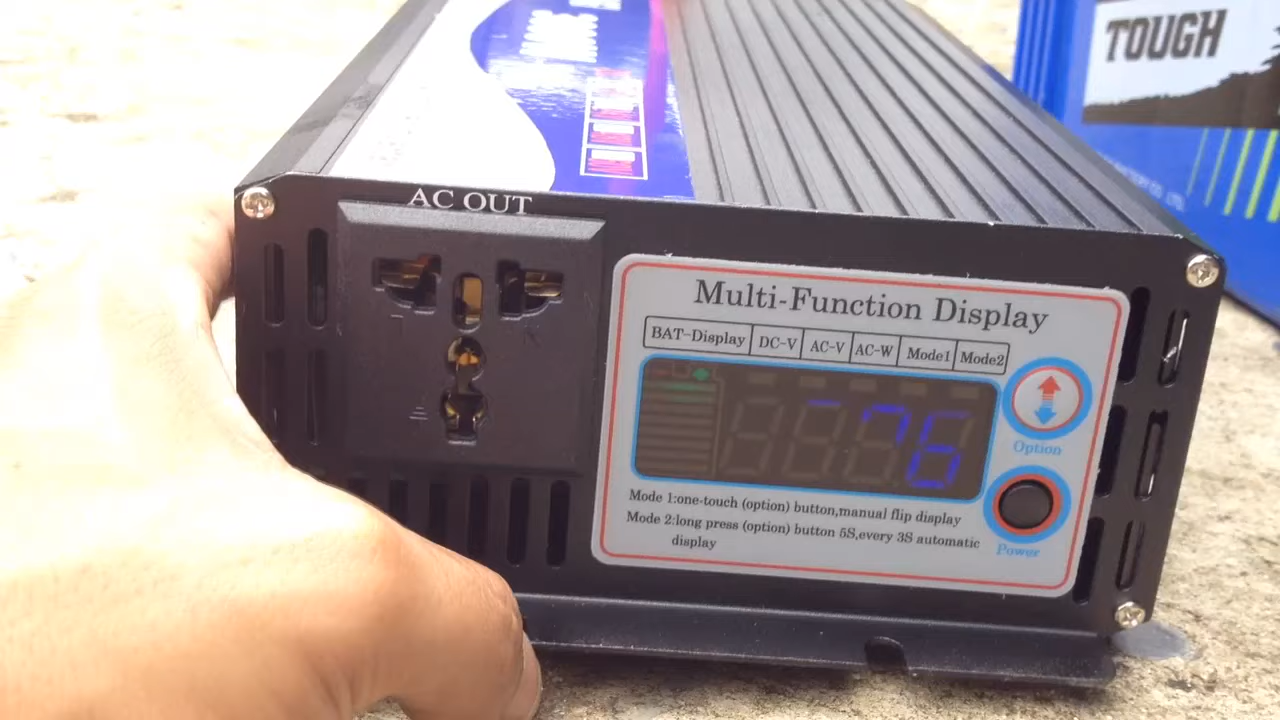 TOUGH
AC OUT
Multi-Function Display
BAT-Display DC-V AC-V AC-W Mode1 Mode2
76
Option
Mode 1:one-touch (option) button,manual flip display
Mode 2:long press (option) button 5S,every 3S automatic
display
Power